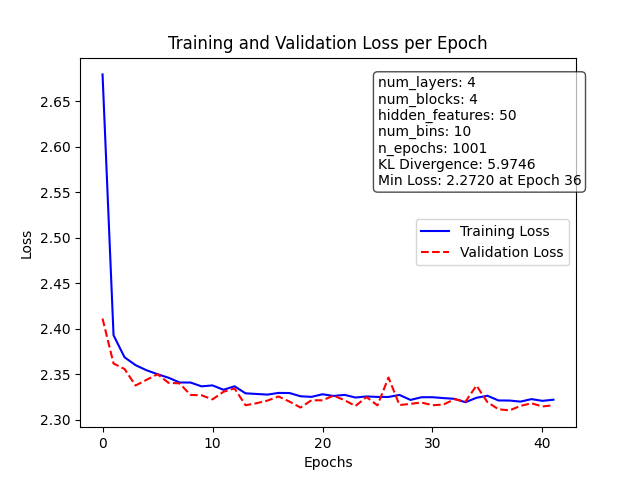 Training and Validation Loss per Epoch
num_layers: 4
num_blocks: 4
hidden_features: 50
num_bins: 10
n_epochs: 1001
KL Divergence: 5.9746
Min Loss: 2.2720 at Epoch 36
Training Loss
Validation Loss
Loss
2.65
2.60
2.55
2.50
2.45
2.40
2.35
2.30
0 10 20 30 40
Epochs